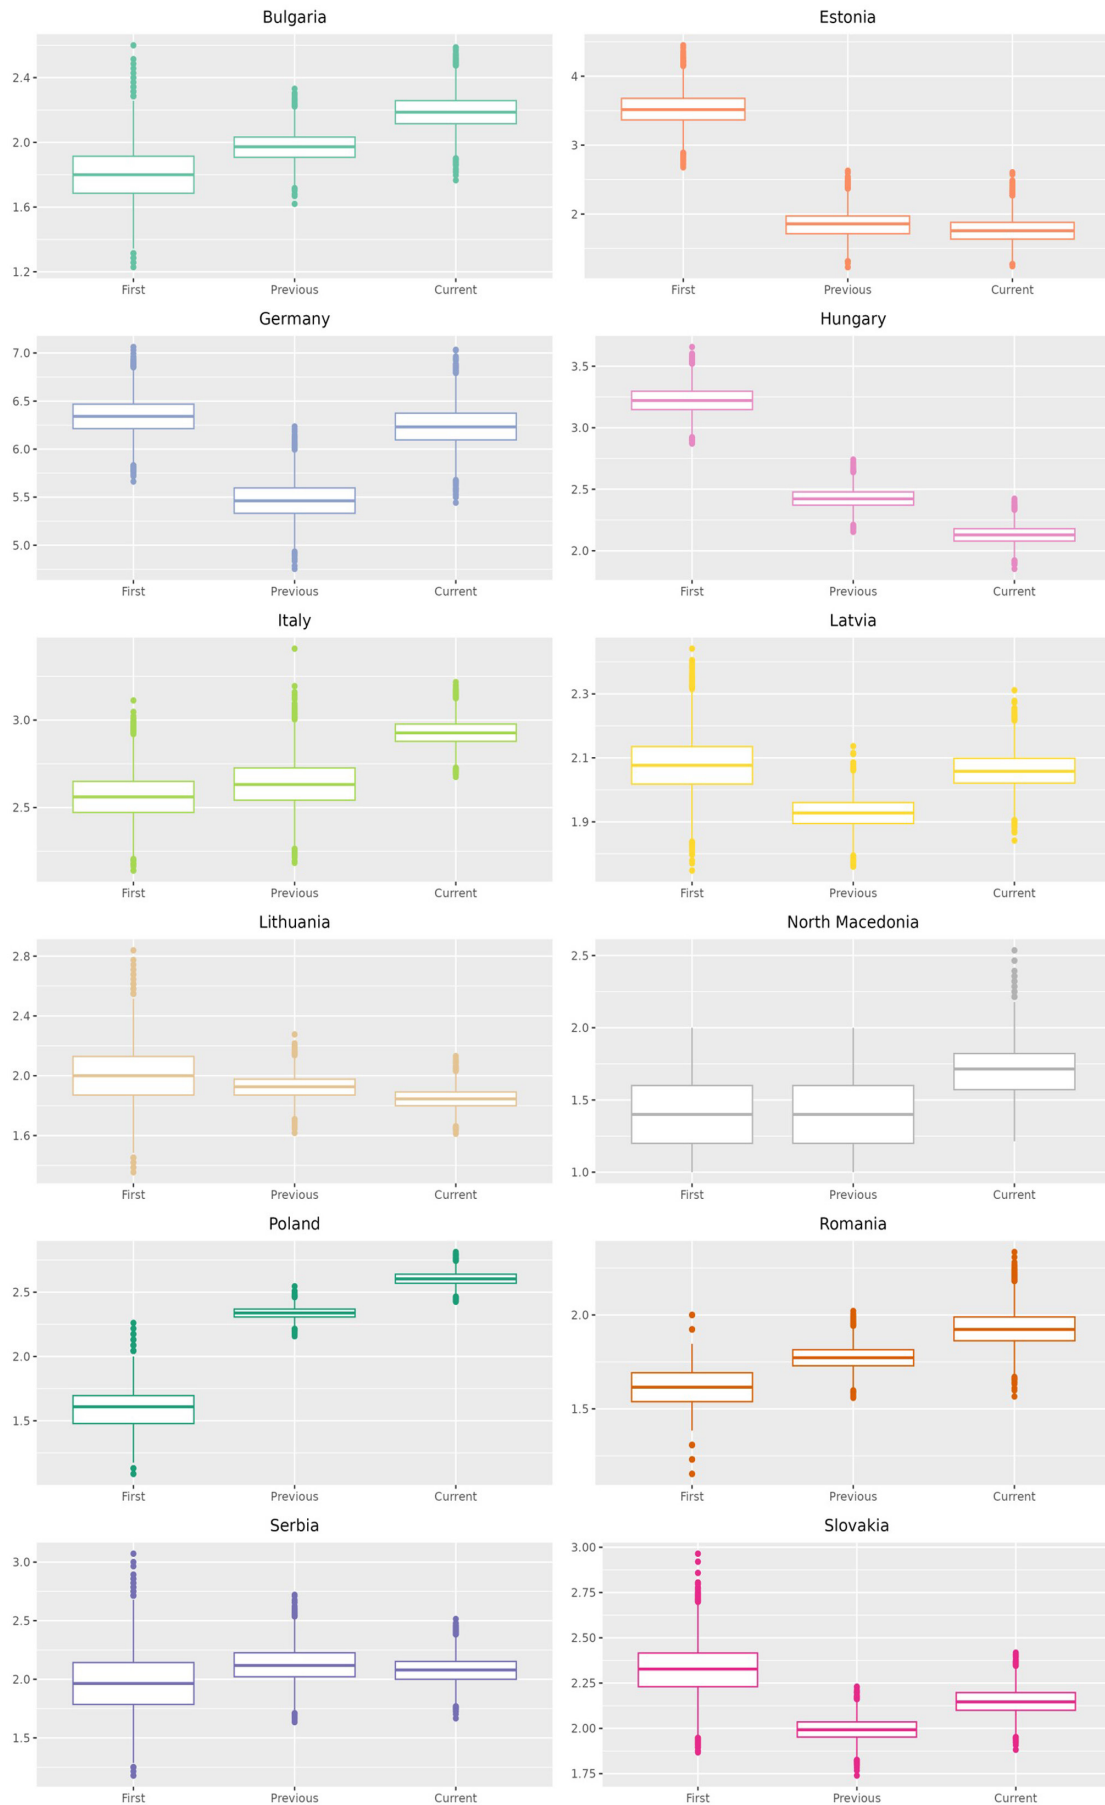 Bulgaria
2.4
2.0
1.6
1.2
First Previous Current
Estonia
4
3
2
First Previous Current
Germany
7.0
6.5
6.0
5.5
5.0
First Previous Current
Hungary
3.5
3.0
2.5
2.0
First Previous Current
Italy
3.0
2.5
First Previous Current
Latvia
2.3
2.1
1.9
First Previous Current
Lithuania
2.8
2.4
2.0
1.6
First Previous Current
North Macedonia
2.5
2.0
1.5
1.0
First Previous Current
Poland
2.5
2.0
1.5
First Previous Current
Romania
2.0
1.5
First Previous Current
Serbia
3.0
2.5
2.0
1.5
First Previous Current
Slovakia
3.00
2.75
2.50
2.25
2.00
1.75
First Previous Current